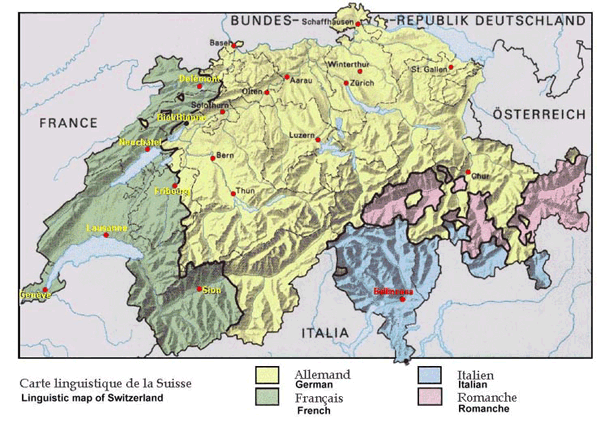 BUNDES-
REPUBLIK DEUTSCHLAND
Schaffhausen
Basel
Winterthur
St. Gallen
Delemont
Aarau
Zürich
Olten
Solothurn
ÖSTERREICH
FRANCE
Biel/Bienne
Neuchâtel
Luzern
Bern
Chur
Fribourg
Thun
Lausanne
Genève
Sion
Bellinzona
ITALIA
Carte linguistique de la Suisse
Linguistic map of Switzerland
Allemand
German
Français
French
Italien
Italian
Romanche
Romanche